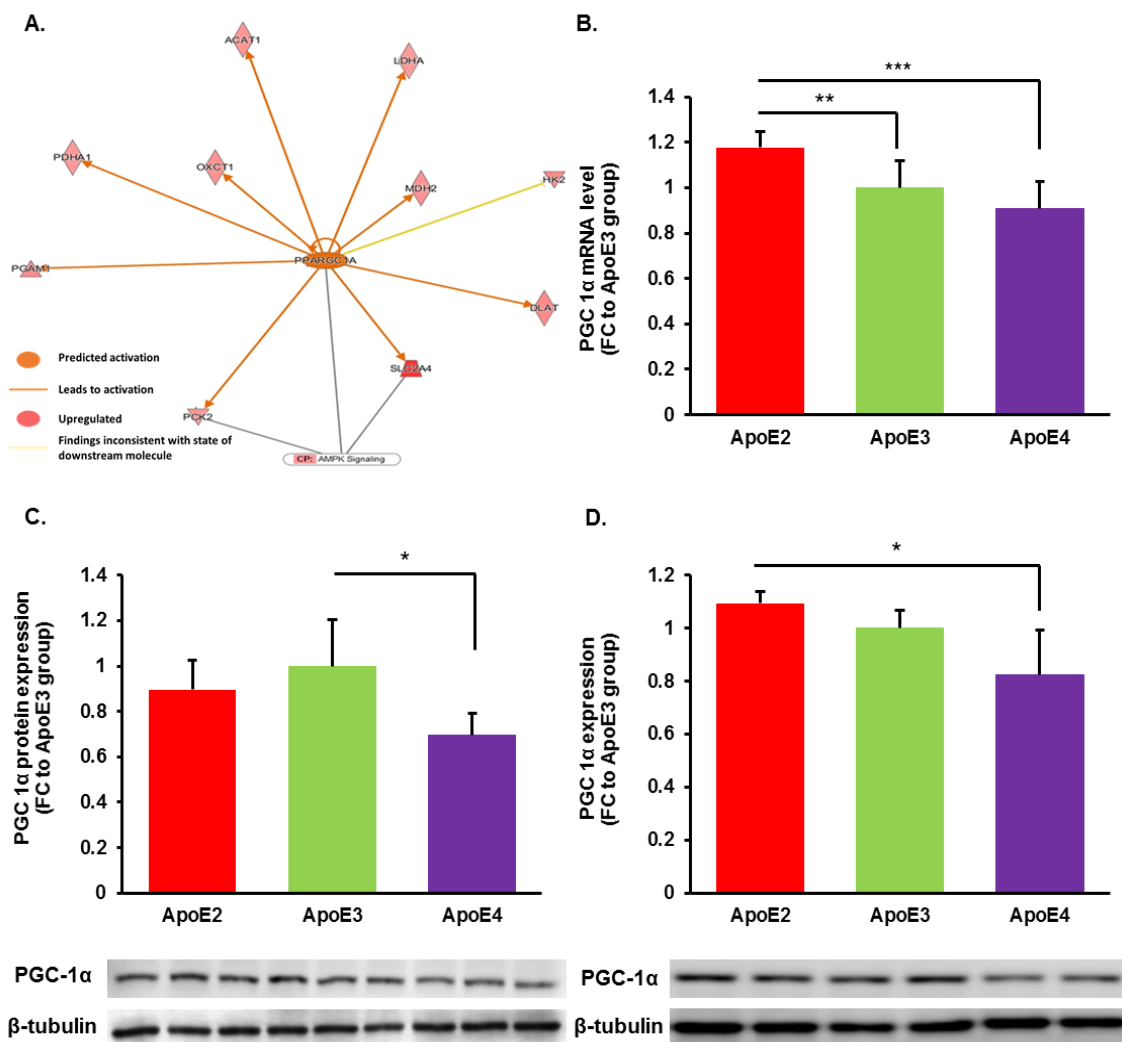 A.
ACAT1
LDHA
PDHA1
OXCT1
MDH2
HK2
PPARGC1A
PGAM1
DLAT
SLC2A4
PCK2
CP: AMPK Signaling
Predicted activation
Leads to activation
Upregulated
Findings inconsistent with state of
downstream molecule
B.
PGC 1α mRNA level
(FC to ApoE3 group)
1.4
1.2
1
0.8
0.6
0.4
0.2
0
**
***
ApoE2 ApoE3 ApoE4
C.
PGC 1α protein expression
(FC to ApoE3 group)
1.4
1.2
1
0.8
0.6
0.4
0.2
0
*
ApoE2 ApoE3 ApoE4
PGC-1α
β-tubulin
D.
PGC 1α expression
(FC to ApoE3 group)
1.2
1
0.8
0.6
0.4
0.2
0
*
ApoE2 ApoE3 ApoE4
PGC-1α
β-tubulin